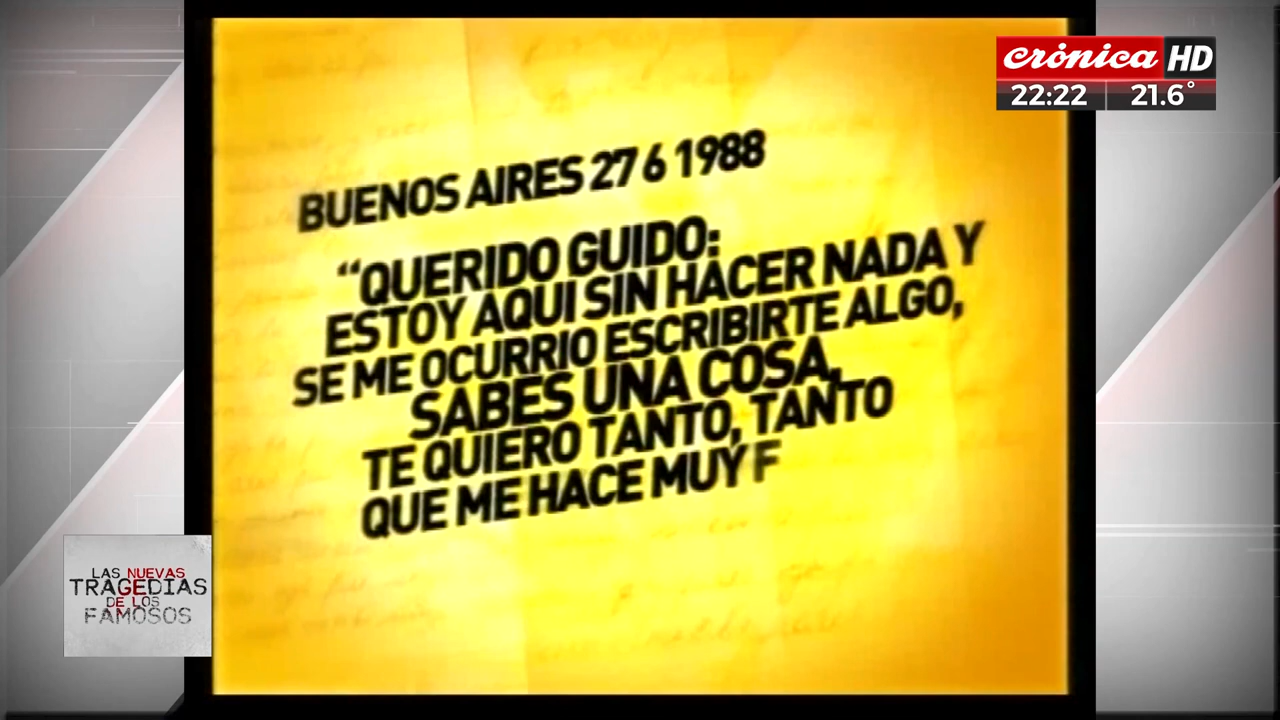 crónica HD
22:22 21.6°
BUENOS AIRES 27 6 1988
“QUERIDO GUIDO:
ESTOY AQUI SIN HACER NADA Y
SE ME OCURRIO ESCRIBIRTE ALGO,
SABES UNA COSA,
TE QUIERO TANTO, TANTO
QUE ME HACE MUY F
LAS NUEVAS
TRAGEDIAS
DE LOS
FAMOSOS